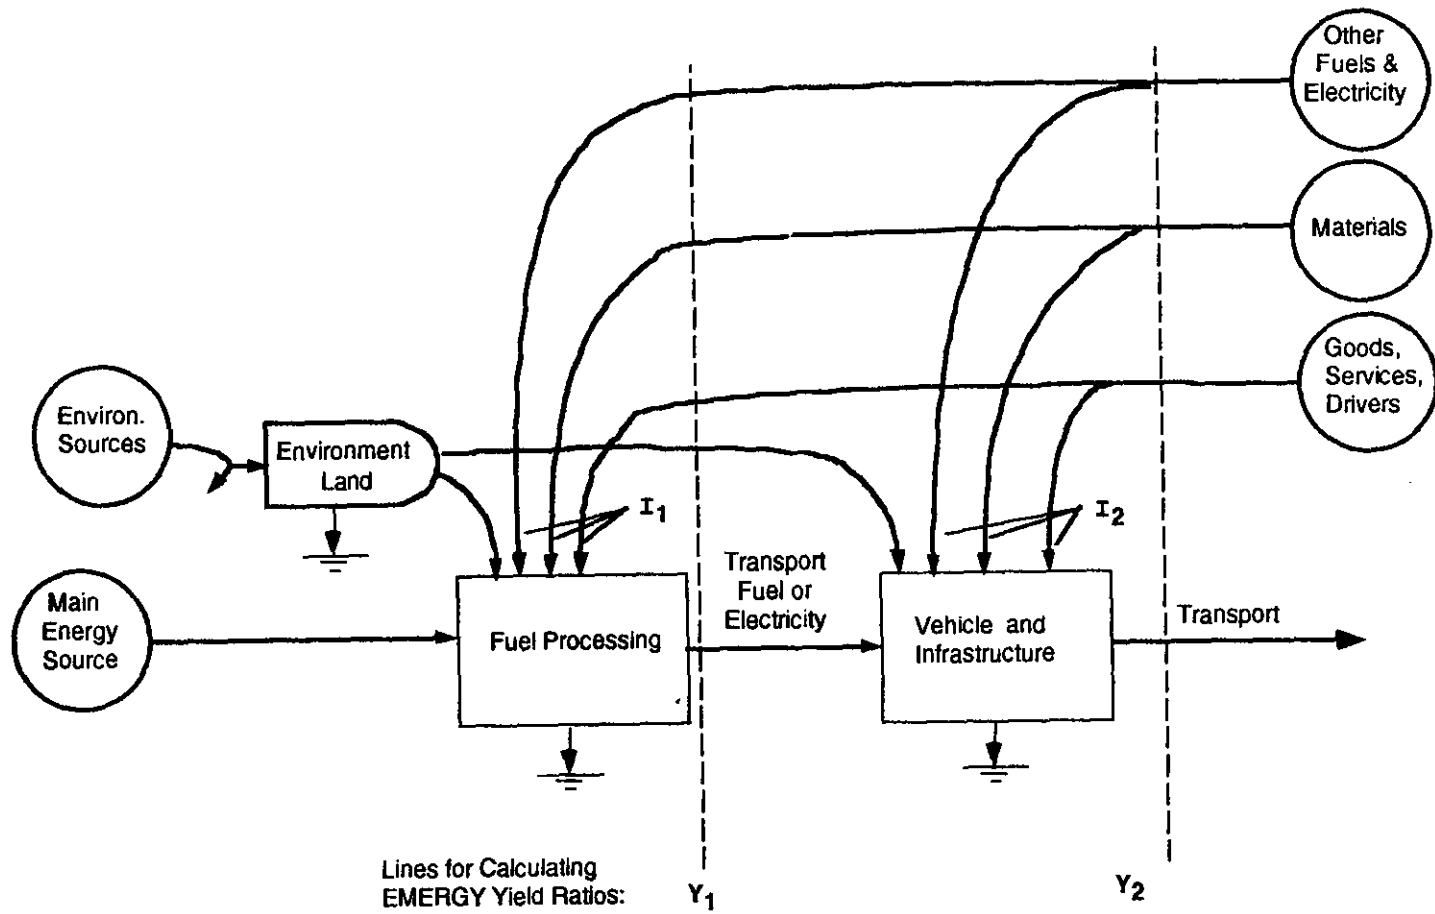 Other
Fuels &
Electricity
Materials
Goods,
Services,
Drivers
Environ.
Sources
Environment
Land
I1
I2
Main
Energy
Source
Fuel Processing
Transport
Fuel or
Electricity
Vehicle and
Infrastructure
Transport
Lines for Calculating
EMERGY Yield Ratios:
Y1
Y2